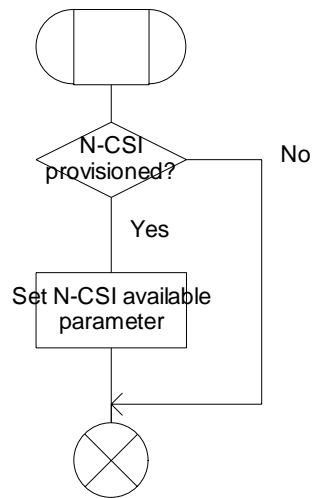 N-CSI
provisioned?
No
Yes
Set N-CSI available
parameter